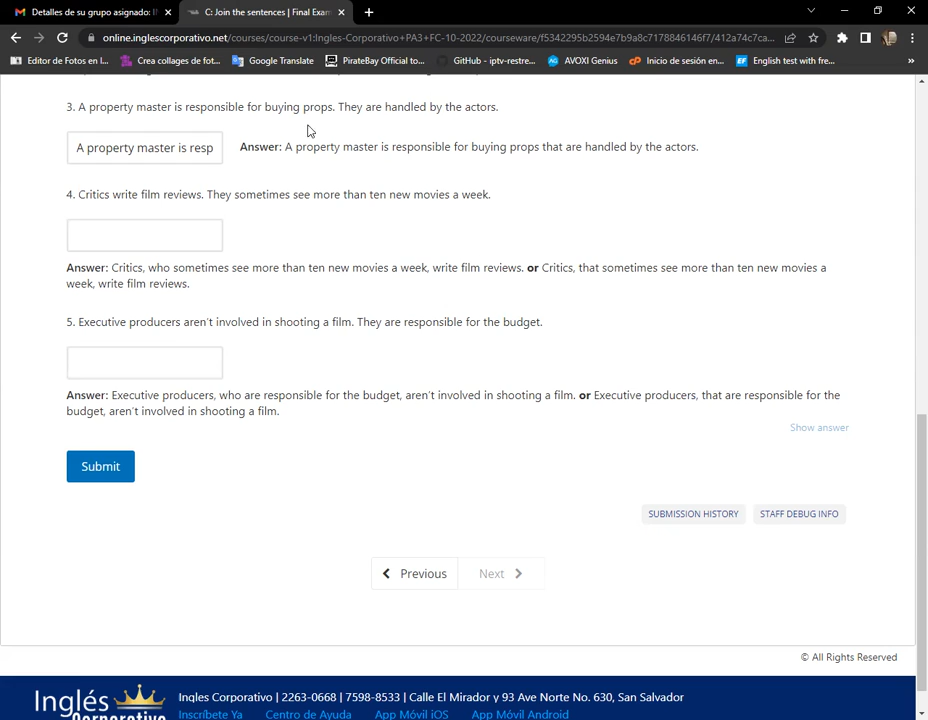 Detalles de su grupo asignado: IN
C: Join the sentences | Final Exam
online.inglescorporativo.net/courses/course-v1:Ingles-Corporativo+PA3+FC-10-2022/courseware/f5342295b2594e7b9a8c7178846146f7/412a74c7ca...
Editor de Fotos en lí...
Crea collages de fot...
Google Translate
PirateBay Official to...
GitHub - iptv-restre...
AVOXI Genius
Inicio de sesión en...
English test with fre...
3. A property master is responsible for buying props. They are handled by the actors.
A property master is resp
Answer: A property master is responsible for buying props that are handled by the actors.
4. Critics write film reviews. They sometimes see more than ten new movies a week.
Answer: Critics, who sometimes see more than ten new movies a week, write film reviews. or Critics, that sometimes see more than ten new movies a
week, write film reviews.
5. Executive producers aren't involved in shooting a film. They are responsible for the budget.
Answer: Executive producers, who are responsible for the budget, aren't involved in shooting a film. or Executive producers, that are responsible for the
budget, aren't involved in shooting a film.
Show answer
Submit
SUBMISSION HISTORY
STAFF DEBUG INFO
Previous
Next
© All Rights Reserved
Inglés
Corporativo
Ingles Corporativo | 2263-0668 | 7598-8533 | Calle El Mirador y 93 Ave Norte No. 630, San Salvador
Inscríbete Ya
Centro de Ayuda
App Móvil iOS
App Móvil Android